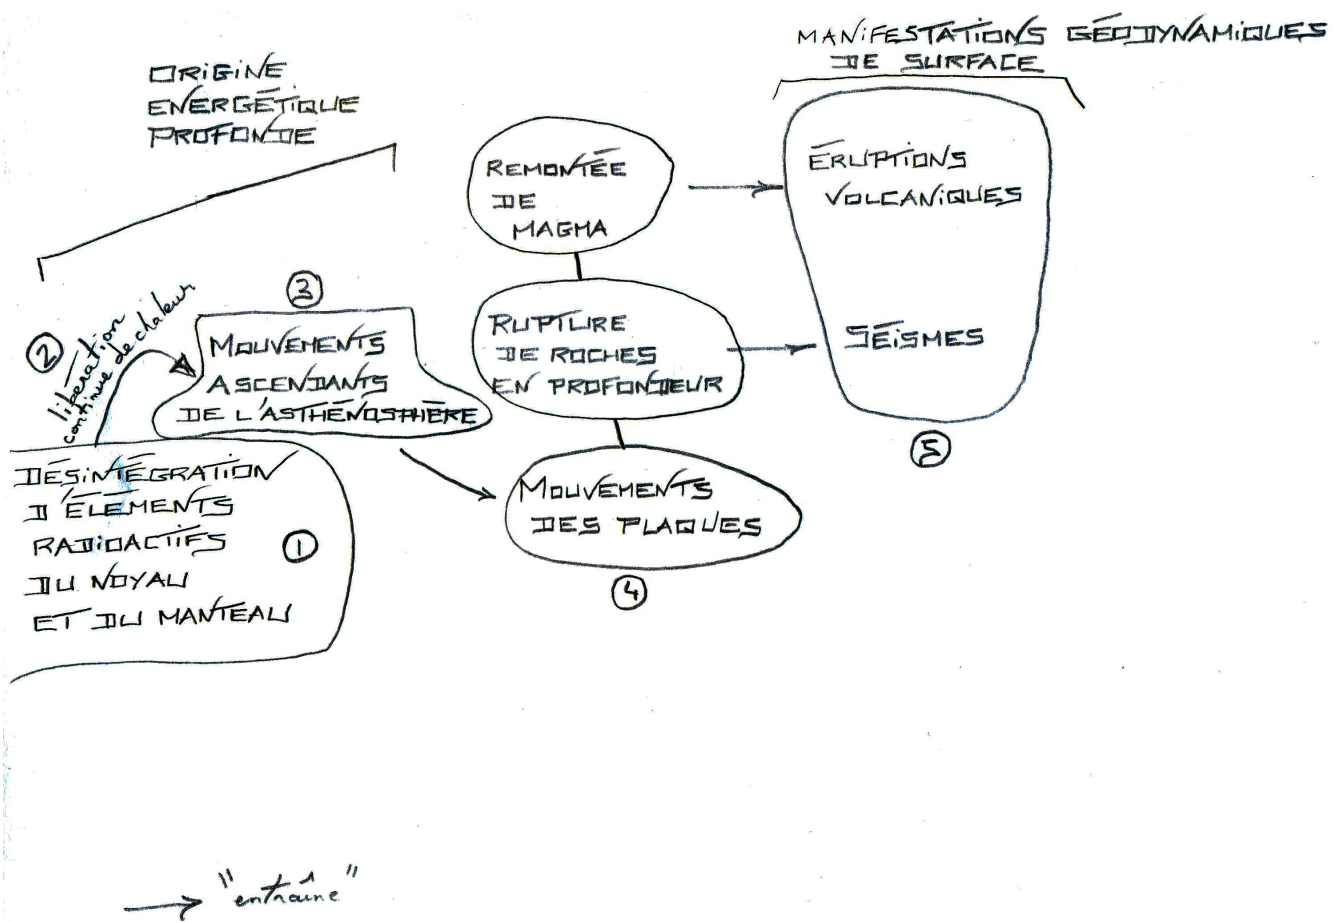 MANIFESTATIONS GÉODYNAMIQUES
DE SURFACE
ORIGINE
ENERGÉTIQUE
PROFONDE
REMONTÉE
DE
MAGMA
ÉRUPTIONS
VOLCANIQUES
2
libération
continue de chaleur
3
MOUVEMENTS
ASCENDANTS
DE L'ASTHÉNOSPHÈRE
RUPTURE
DE ROCHES
EN PROFONDEUR
SÉISMES
5
DÉSINTÉGRATION
D'ÉLÉMENTS
RADIOACTIFS
DU NOYAU
ET DU MANTEAU
1
MOUVEMENTS
DES PLAQUES
4
"entraîne"